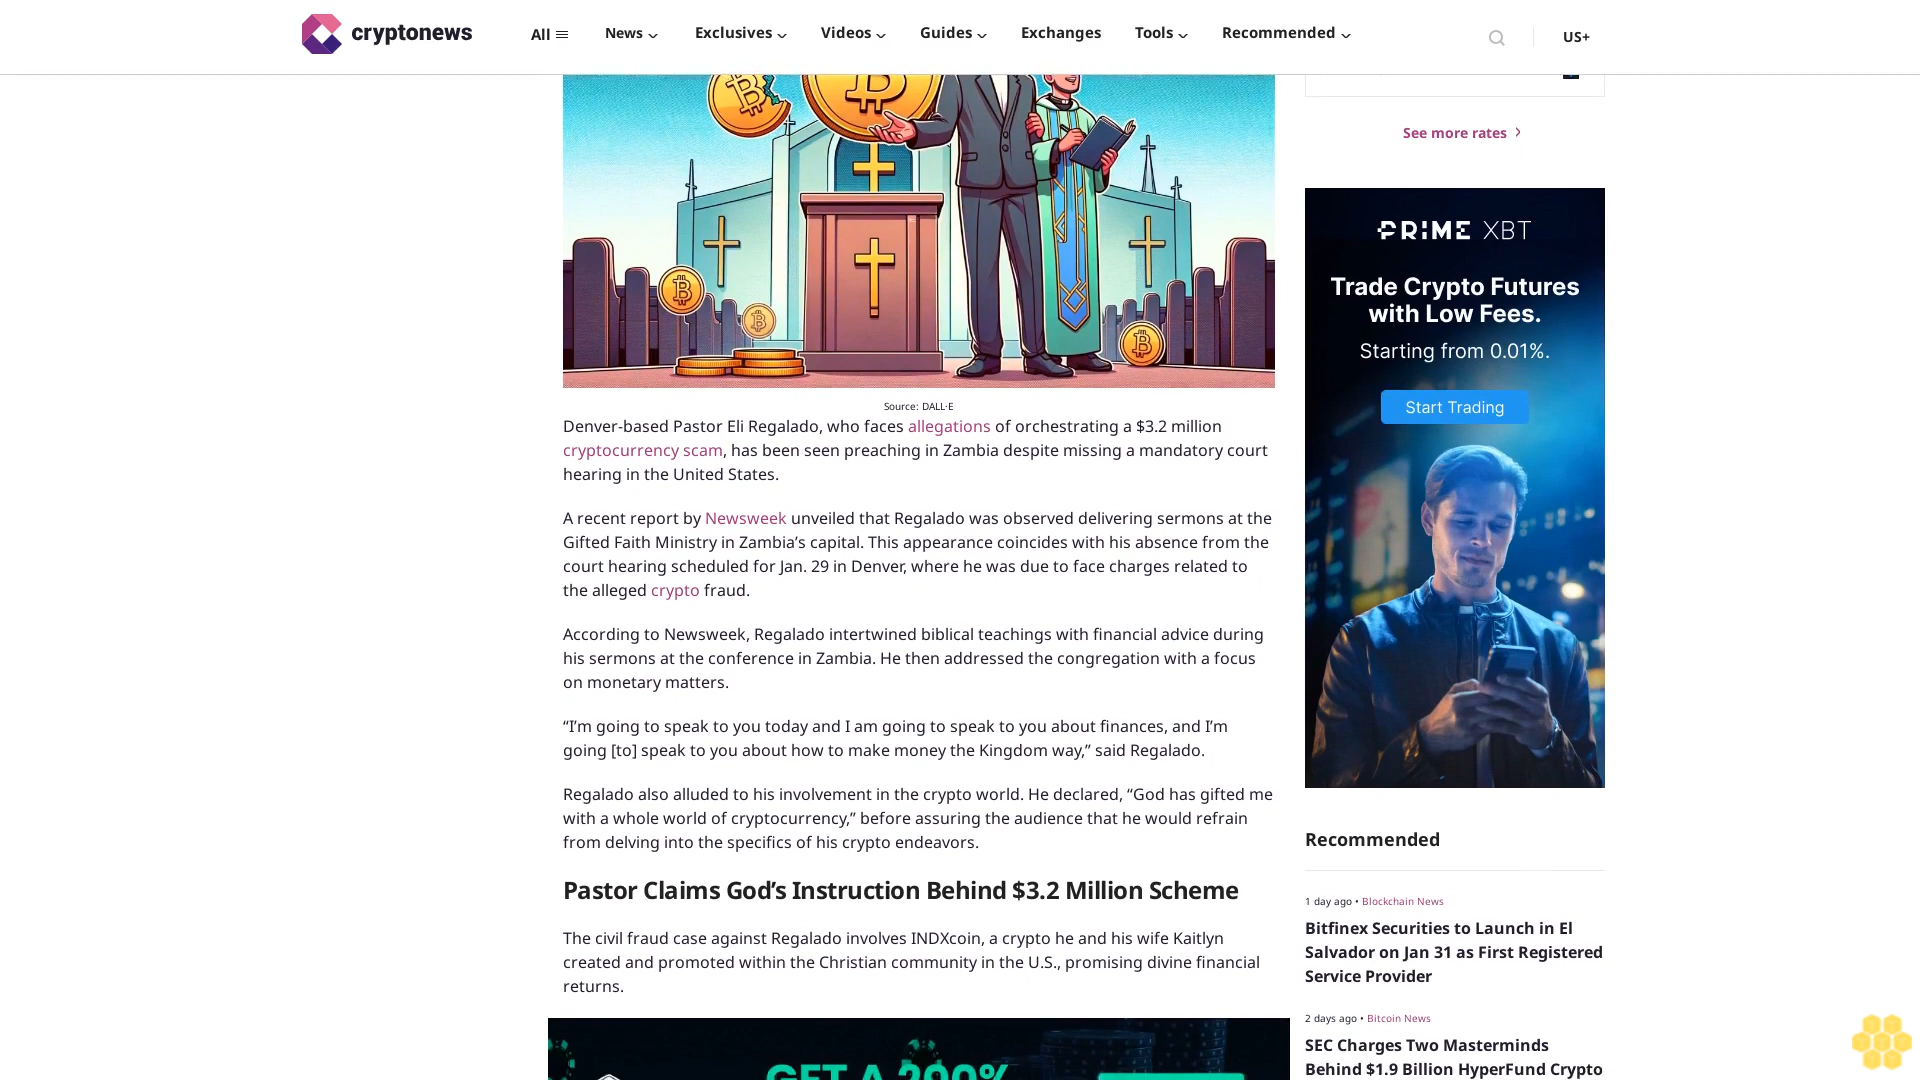 cryptonews
All
News
Exclusives
Videos
Guides
Exchanges
Tools
Recommended
US+
See more rates
PRIME XBT
Trade Crypto Futures
with Low Fees.
Starting from 0.01%.
Start Trading
Source: DALL·E
Denver-based Pastor Eli Regalado, who faces allegations of orchestrating a $3.2 million
cryptocurrency scam, has been seen preaching in Zambia despite missing a mandatory court
hearing in the United States.
A recent report by Newsweek unveiled that Regalado was observed delivering sermons at the
Gifted Faith Ministry in Zambia’s capital. This appearance coincides with his absence from the
court hearing scheduled for Jan. 29 in Denver, where he was due to face charges related to
the alleged crypto fraud.
According to Newsweek, Regalado intertwined biblical teachings with financial advice during
his sermons at the conference in Zambia. He then addressed the congregation with a focus
on monetary matters.
“I’m going to speak to you today and I am going to speak to you about finances, and I’m
going [to] speak to you about how to make money the Kingdom way,” said Regalado.
Regalado also alluded to his involvement in the crypto world. He declared, “God has gifted me
with a whole world of cryptocurrency,” before assuring the audience that he would refrain
from delving into the specifics of his crypto endeavors.
Pastor Claims God’s Instruction Behind $3.2 Million Scheme
The civil fraud case against Regalado involves INDXcoin, a crypto he and his wife Kaitlyn
created and promoted within the Christian community in the U.S., promising divine financial
returns.
GET A 200%
Recommended
1 day ago • Blockchain News
Bitfinex Securities to Launch in El
Salvador on Jan 31 as First Registered
Service Provider
2 days ago • Bitcoin News
SEC Charges Two Masterminds
Behind $1.9 Billion HyperFund Crypto